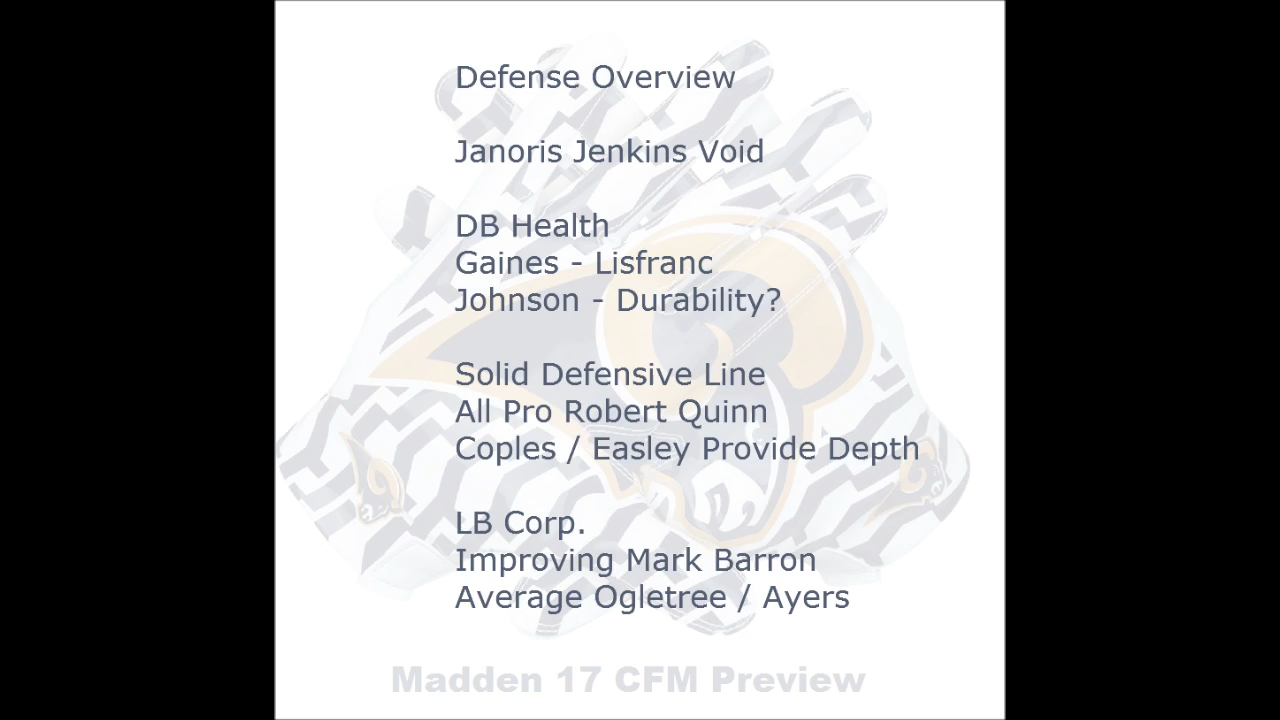 Defense Overview
Janoris Jenkins Void
DB Health
Gaines - Lisfranc
Johnson - Durability?
Solid Defensive Line
All Pro Robert Quinn
Coples / Easley Provide Depth
LB Corp.
Improving Mark Barron
Average Ogletree / Ayers
Madden 17 CFM Preview